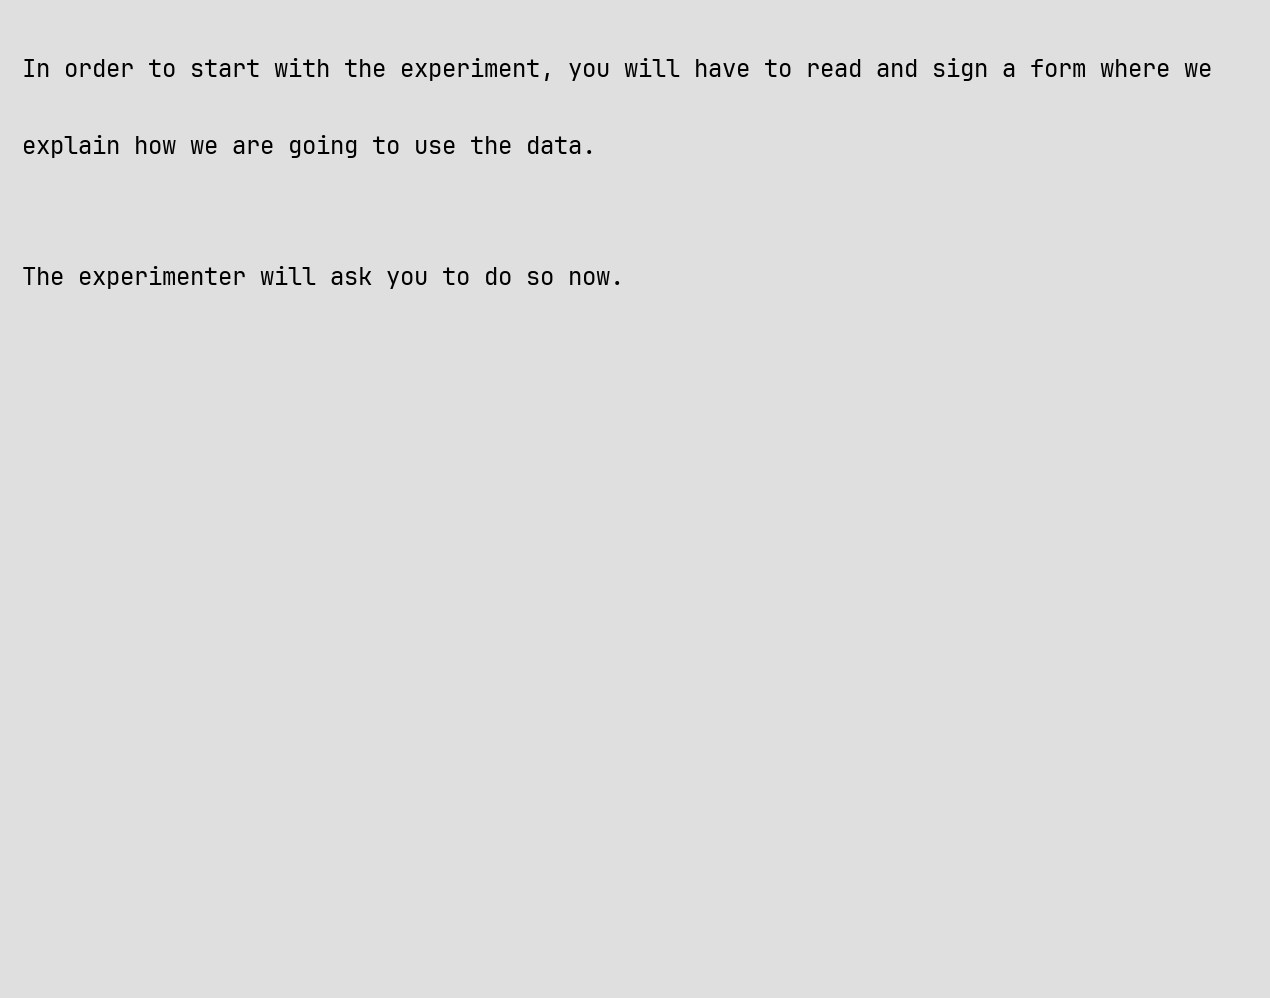 In order to start with the experiment, you will have to read and sign a form where we
explain how we are going to use the data.
The experimenter will ask you to do so now.